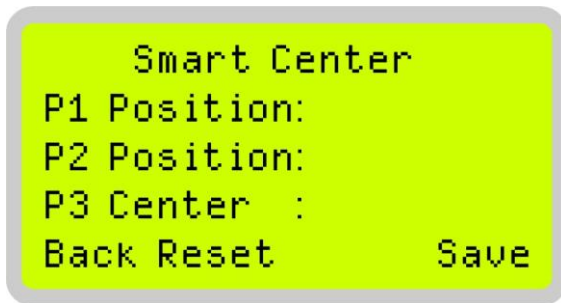 Smart Center
P1 Position:
P2 Position:
P3 Center :
Back Reset Save